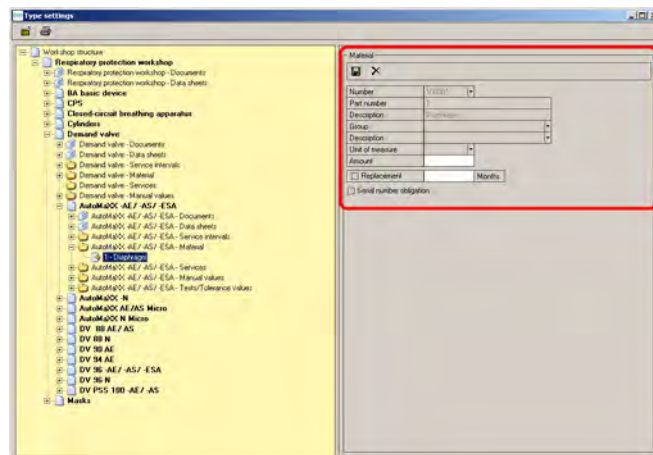 Type settings
Workshop structure
Respiratory protection workshop
Respiratory protection workshop - Documents
Respiratory protection workshop - Data sheets
BA basic device
CPS
Closed-circuit breathing apparatus
Cylinders
Demand valve
Demand valve - Documents
Demand valve - Data sheets
Demand valve - Service intervals
Demand valve - Material
Demand valve - Services
Demand valve - Manual values
AutoMaXX -AE/ -AS/ -ESA
AutoMaXX -AE/ -AS/ -ESA - Documents
AutoMaXX -AE/ -AS/ -ESA - Data sheets
AutoMaXX -AE/ -AS/ -ESA - Service intervals
AutoMaXX -AE/ -AS/ -ESA - Material
1 - Diaphragm
AutoMaXX -AE/ -AS/ -ESA - Services
AutoMaXX -AE/ -AS/ -ESA - Manual values
AutoMaXX -AE/ -AS/ -ESA - Tests/Tolerance values
AutoMaXX -N
AutoMaXX AE/AS Micro
AutoMaXX N Micro
DV 88 AE/ AS
DV 88 N
DV 90 AE
DV 94 AE
DV 96 -AE/ -AS/ -ESA
DV 96 N
DV PSS 100 -AE/ -AS
Masks
Material
Number
Part number 1
Description Diaphragm
Group
Description
Unit of measure
Amount
Replacement Months
Serial number obligation